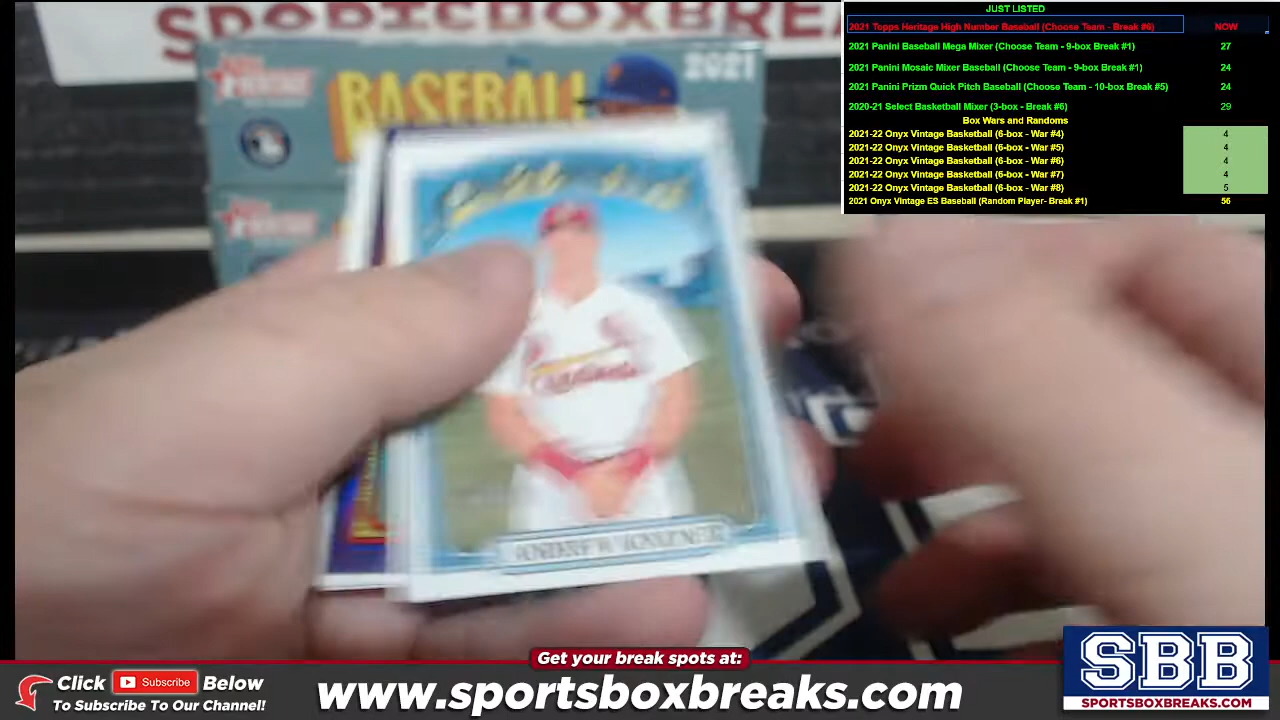 SPORTSBOXBREAKS
2021
Heritage
BASEBALL
Heritage
Cardinals
JUST LISTED
2021 Topps Heritage High Number Baseball (Choose Team - Break #6) NOW
2021 Panini Baseball Mega Mixer (Choose Team - 9-box Break #1) 27
2021 Panini Mosaic Mixer Baseball (Choose Team - 9-box Break #1) 24
2021 Panini Prizm Quick Pitch Baseball (Choose Team - 10-box Break #5) 24
2020-21 Select Basketball Mixer (3-box - Break #6) 29
Box Wars and Randoms
2021-22 Onyx Vintage Basketball (6-box - War #4) 4
2021-22 Onyx Vintage Basketball (6-box - War #5) 4
2021-22 Onyx Vintage Basketball (6-box - War #6) 4
2021-22 Onyx Vintage Basketball (6-box - War #7) 4
2021-22 Onyx Vintage Basketball (6-box - War #8) 5
2021 Onyx Vintage ES Baseball (Random Player- Break #1) 56
Get your break spots at:
Click Subscribe Below
To Subscribe To Our Channel!
www.sportsboxbreaks.com
SBB
SPORTSBOXBREAKS.COM